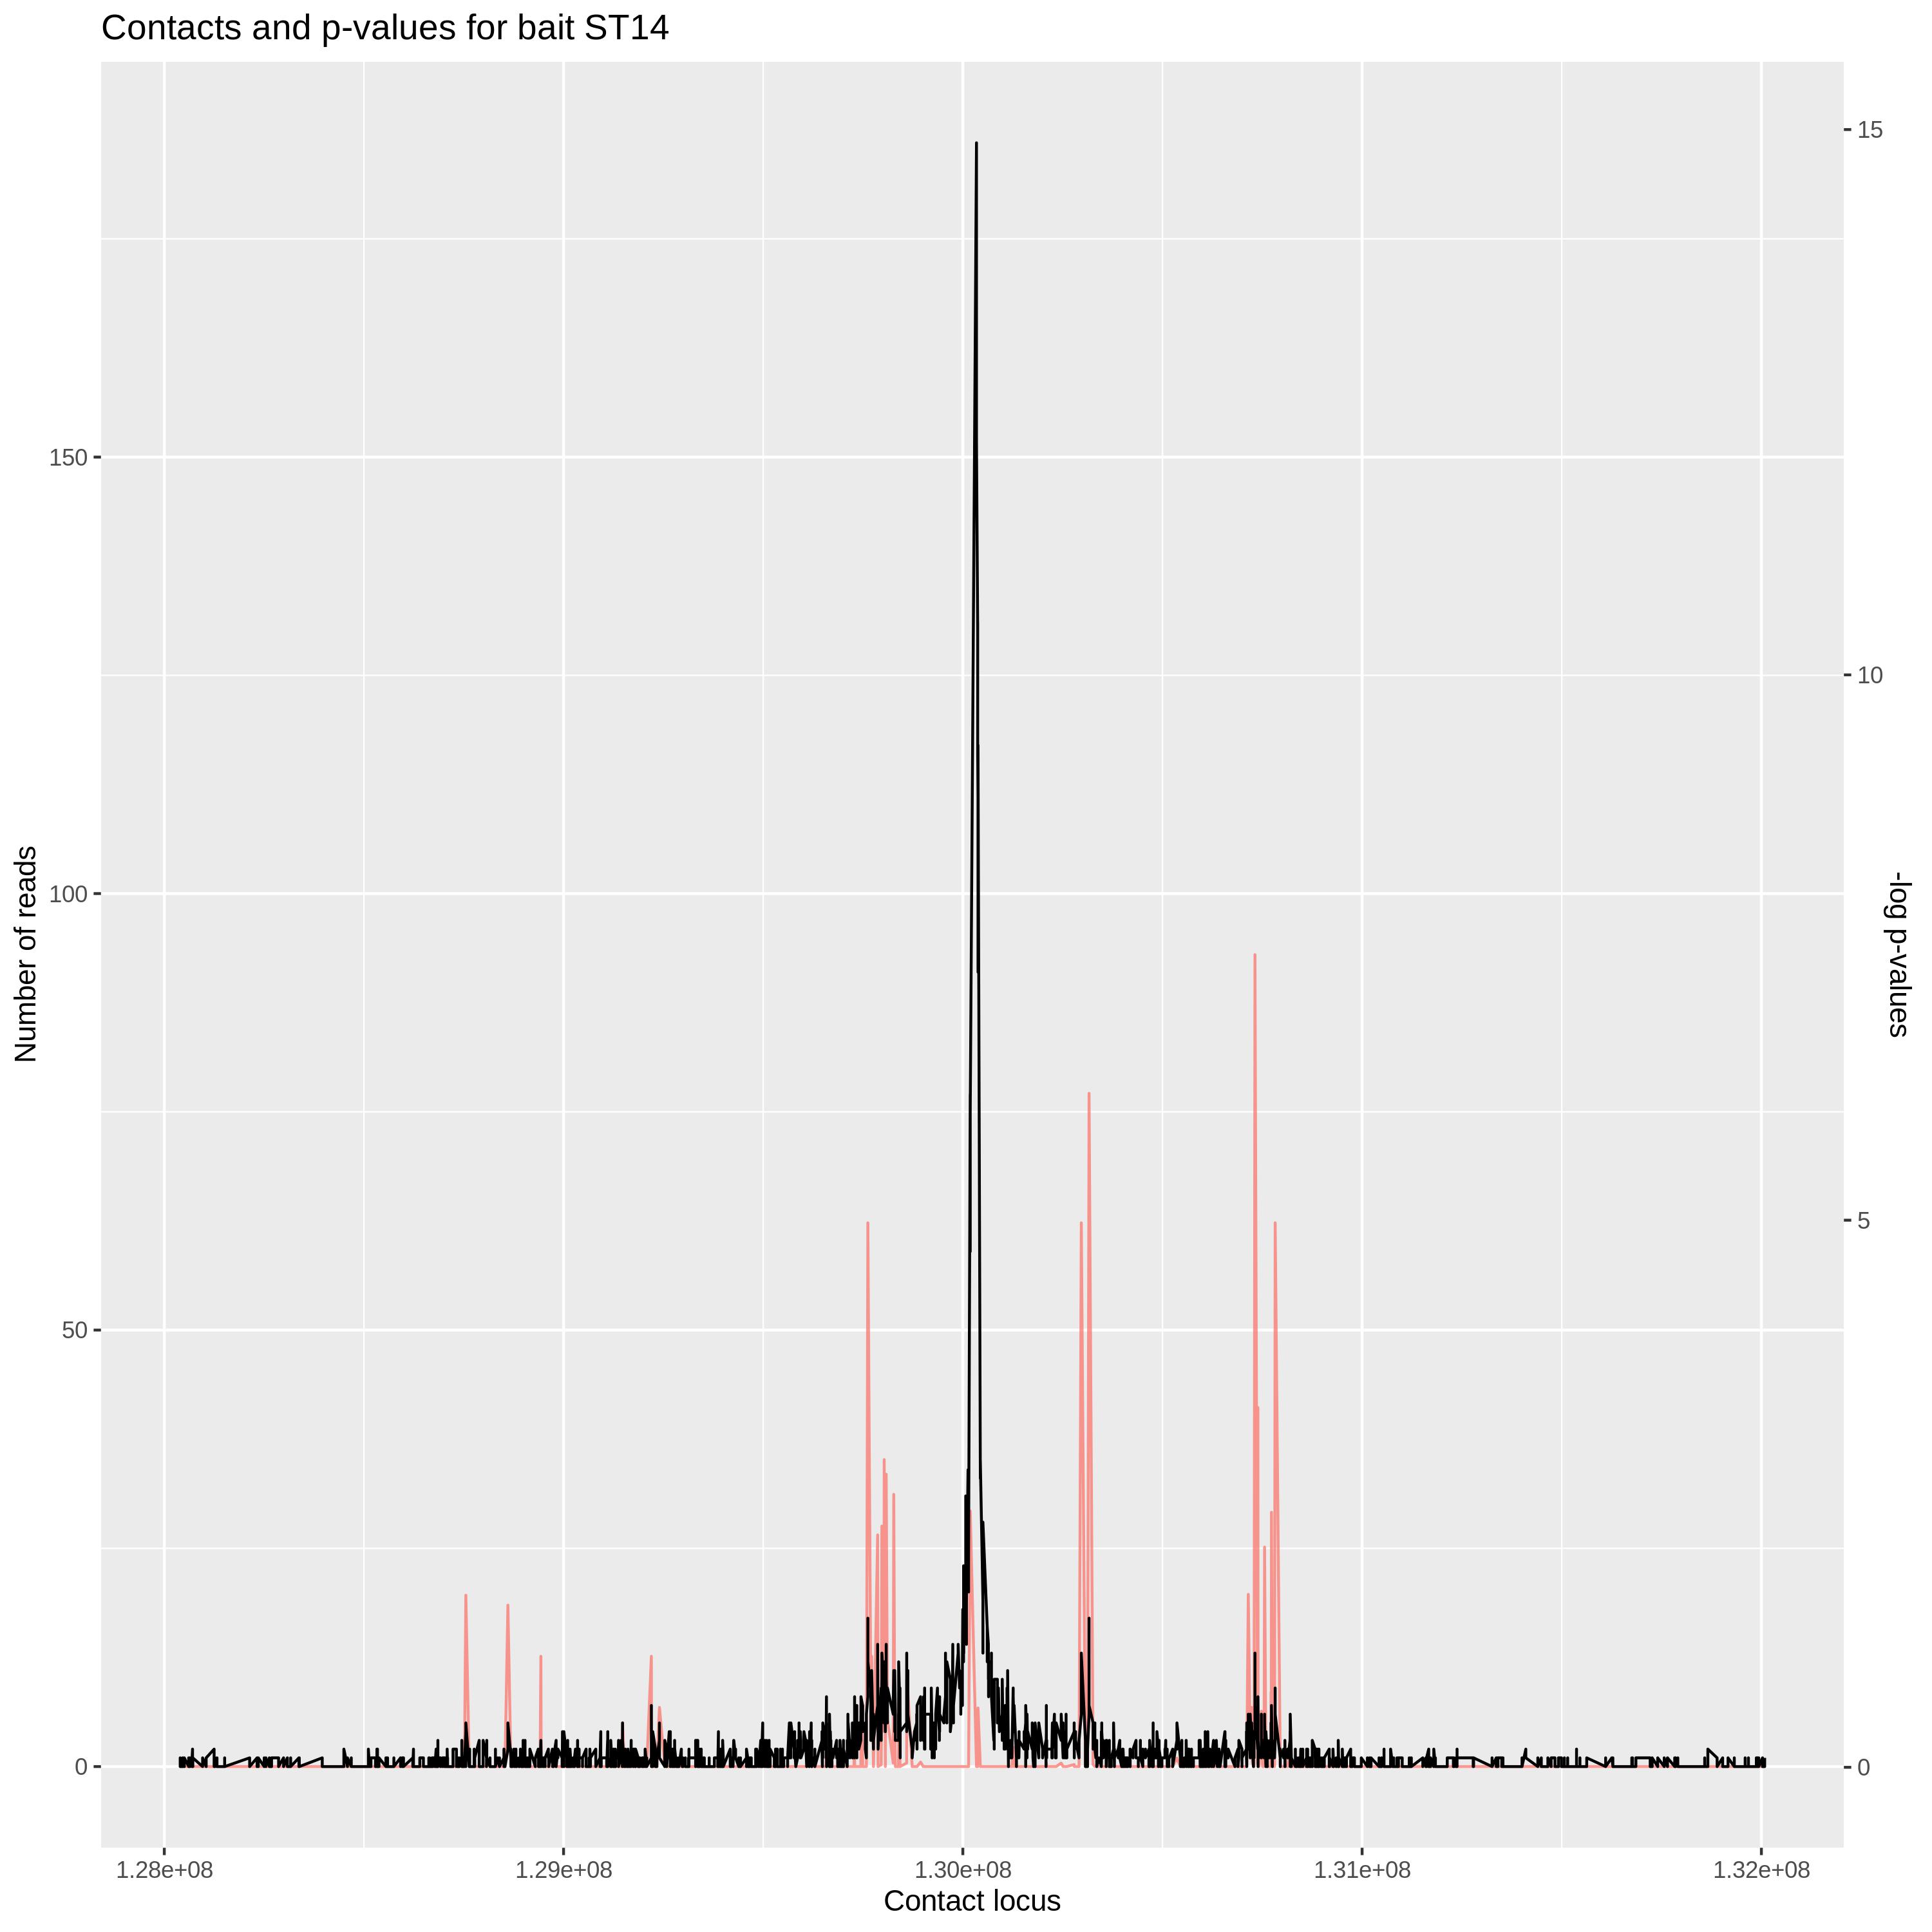 Contacts and p-values for bait ST14
Number of reads
150
100
50
0
15
10
5
0
-log p-values
1.28e+08
1.29e+08
1.30e+08
1.31e+08
1.32e+08
Contact locus